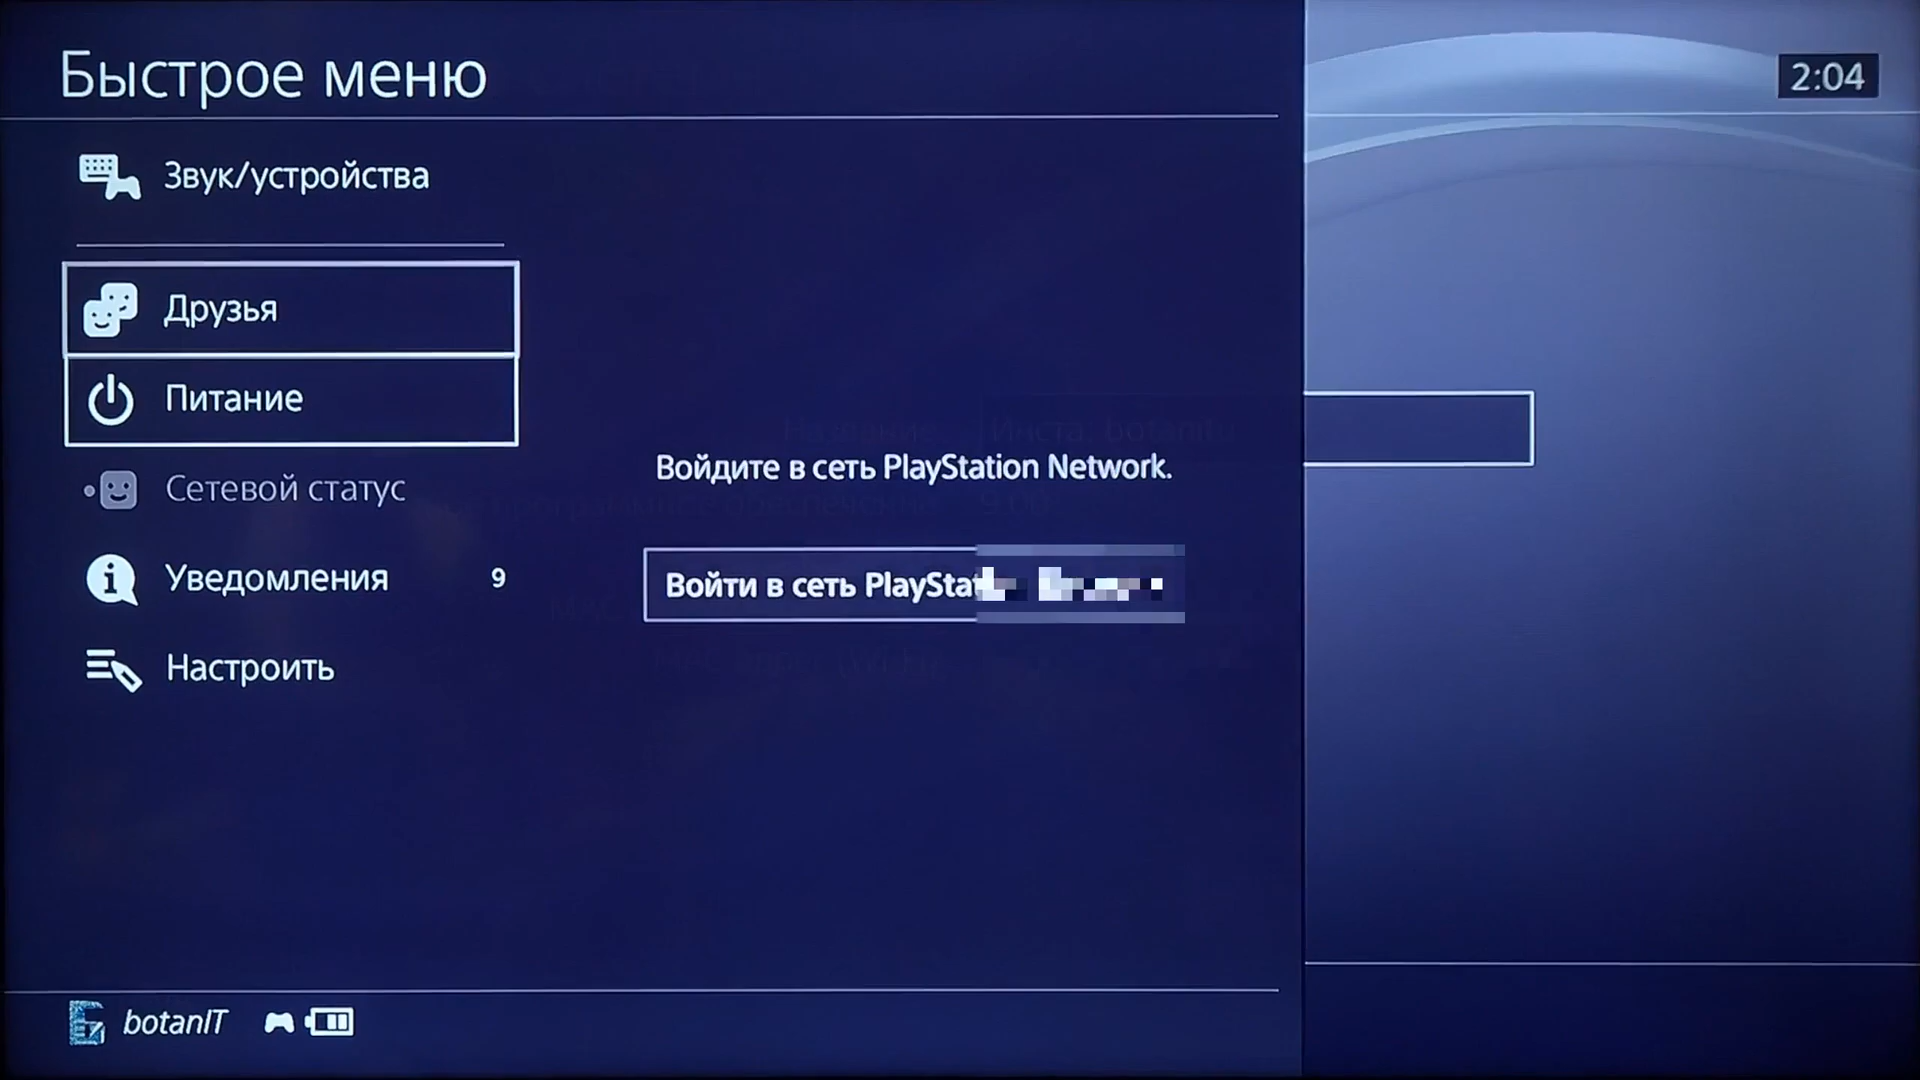 Быстрое меню
2:04
Звук/устройства
Друзья
Питание
Сетевой статус
Уведомления 9
Настроить
Войдите в сеть PlayStation Network.
Войти в сеть
botanIT